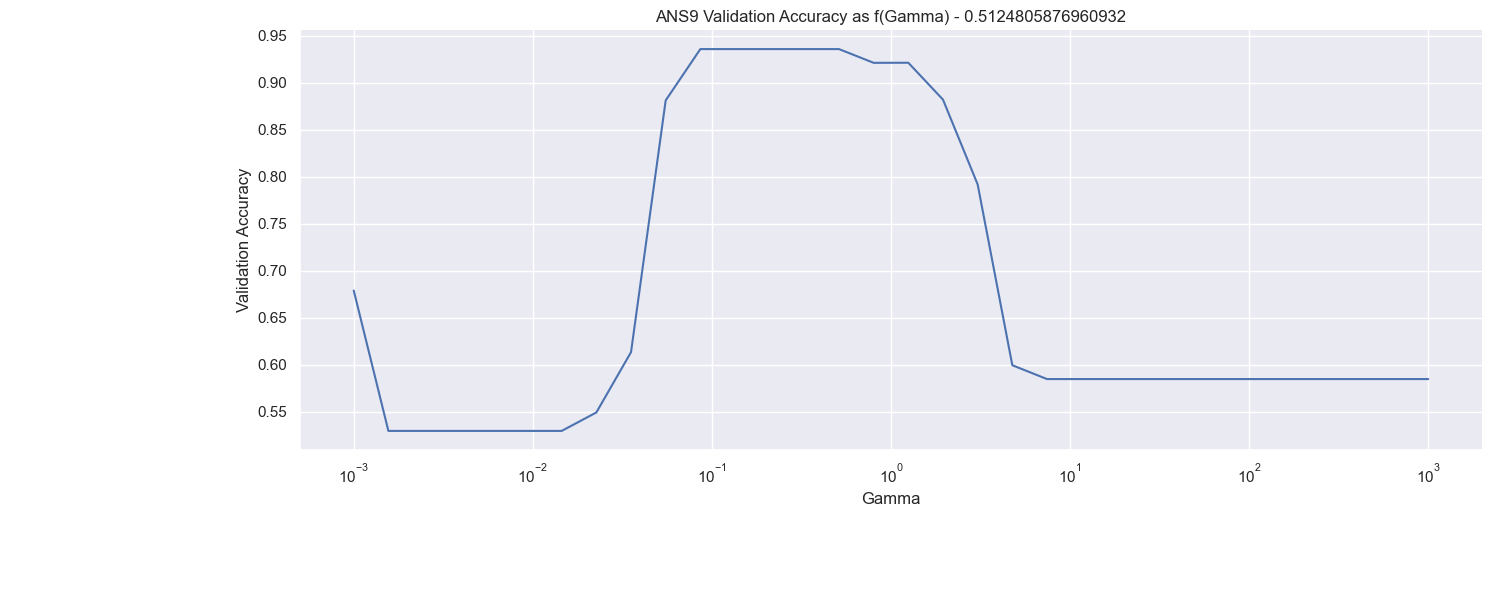 ANS9 Validation Accuracy as f(Gamma) - 0.5124805876960932
0.95
0.90
0.85
0.80
0.75
0.70
0.65
0.60
0.55
Validation Accuracy
10⁻³ 10⁻² 10⁻¹ 10⁰ 10¹ 10² 10³
Gamma